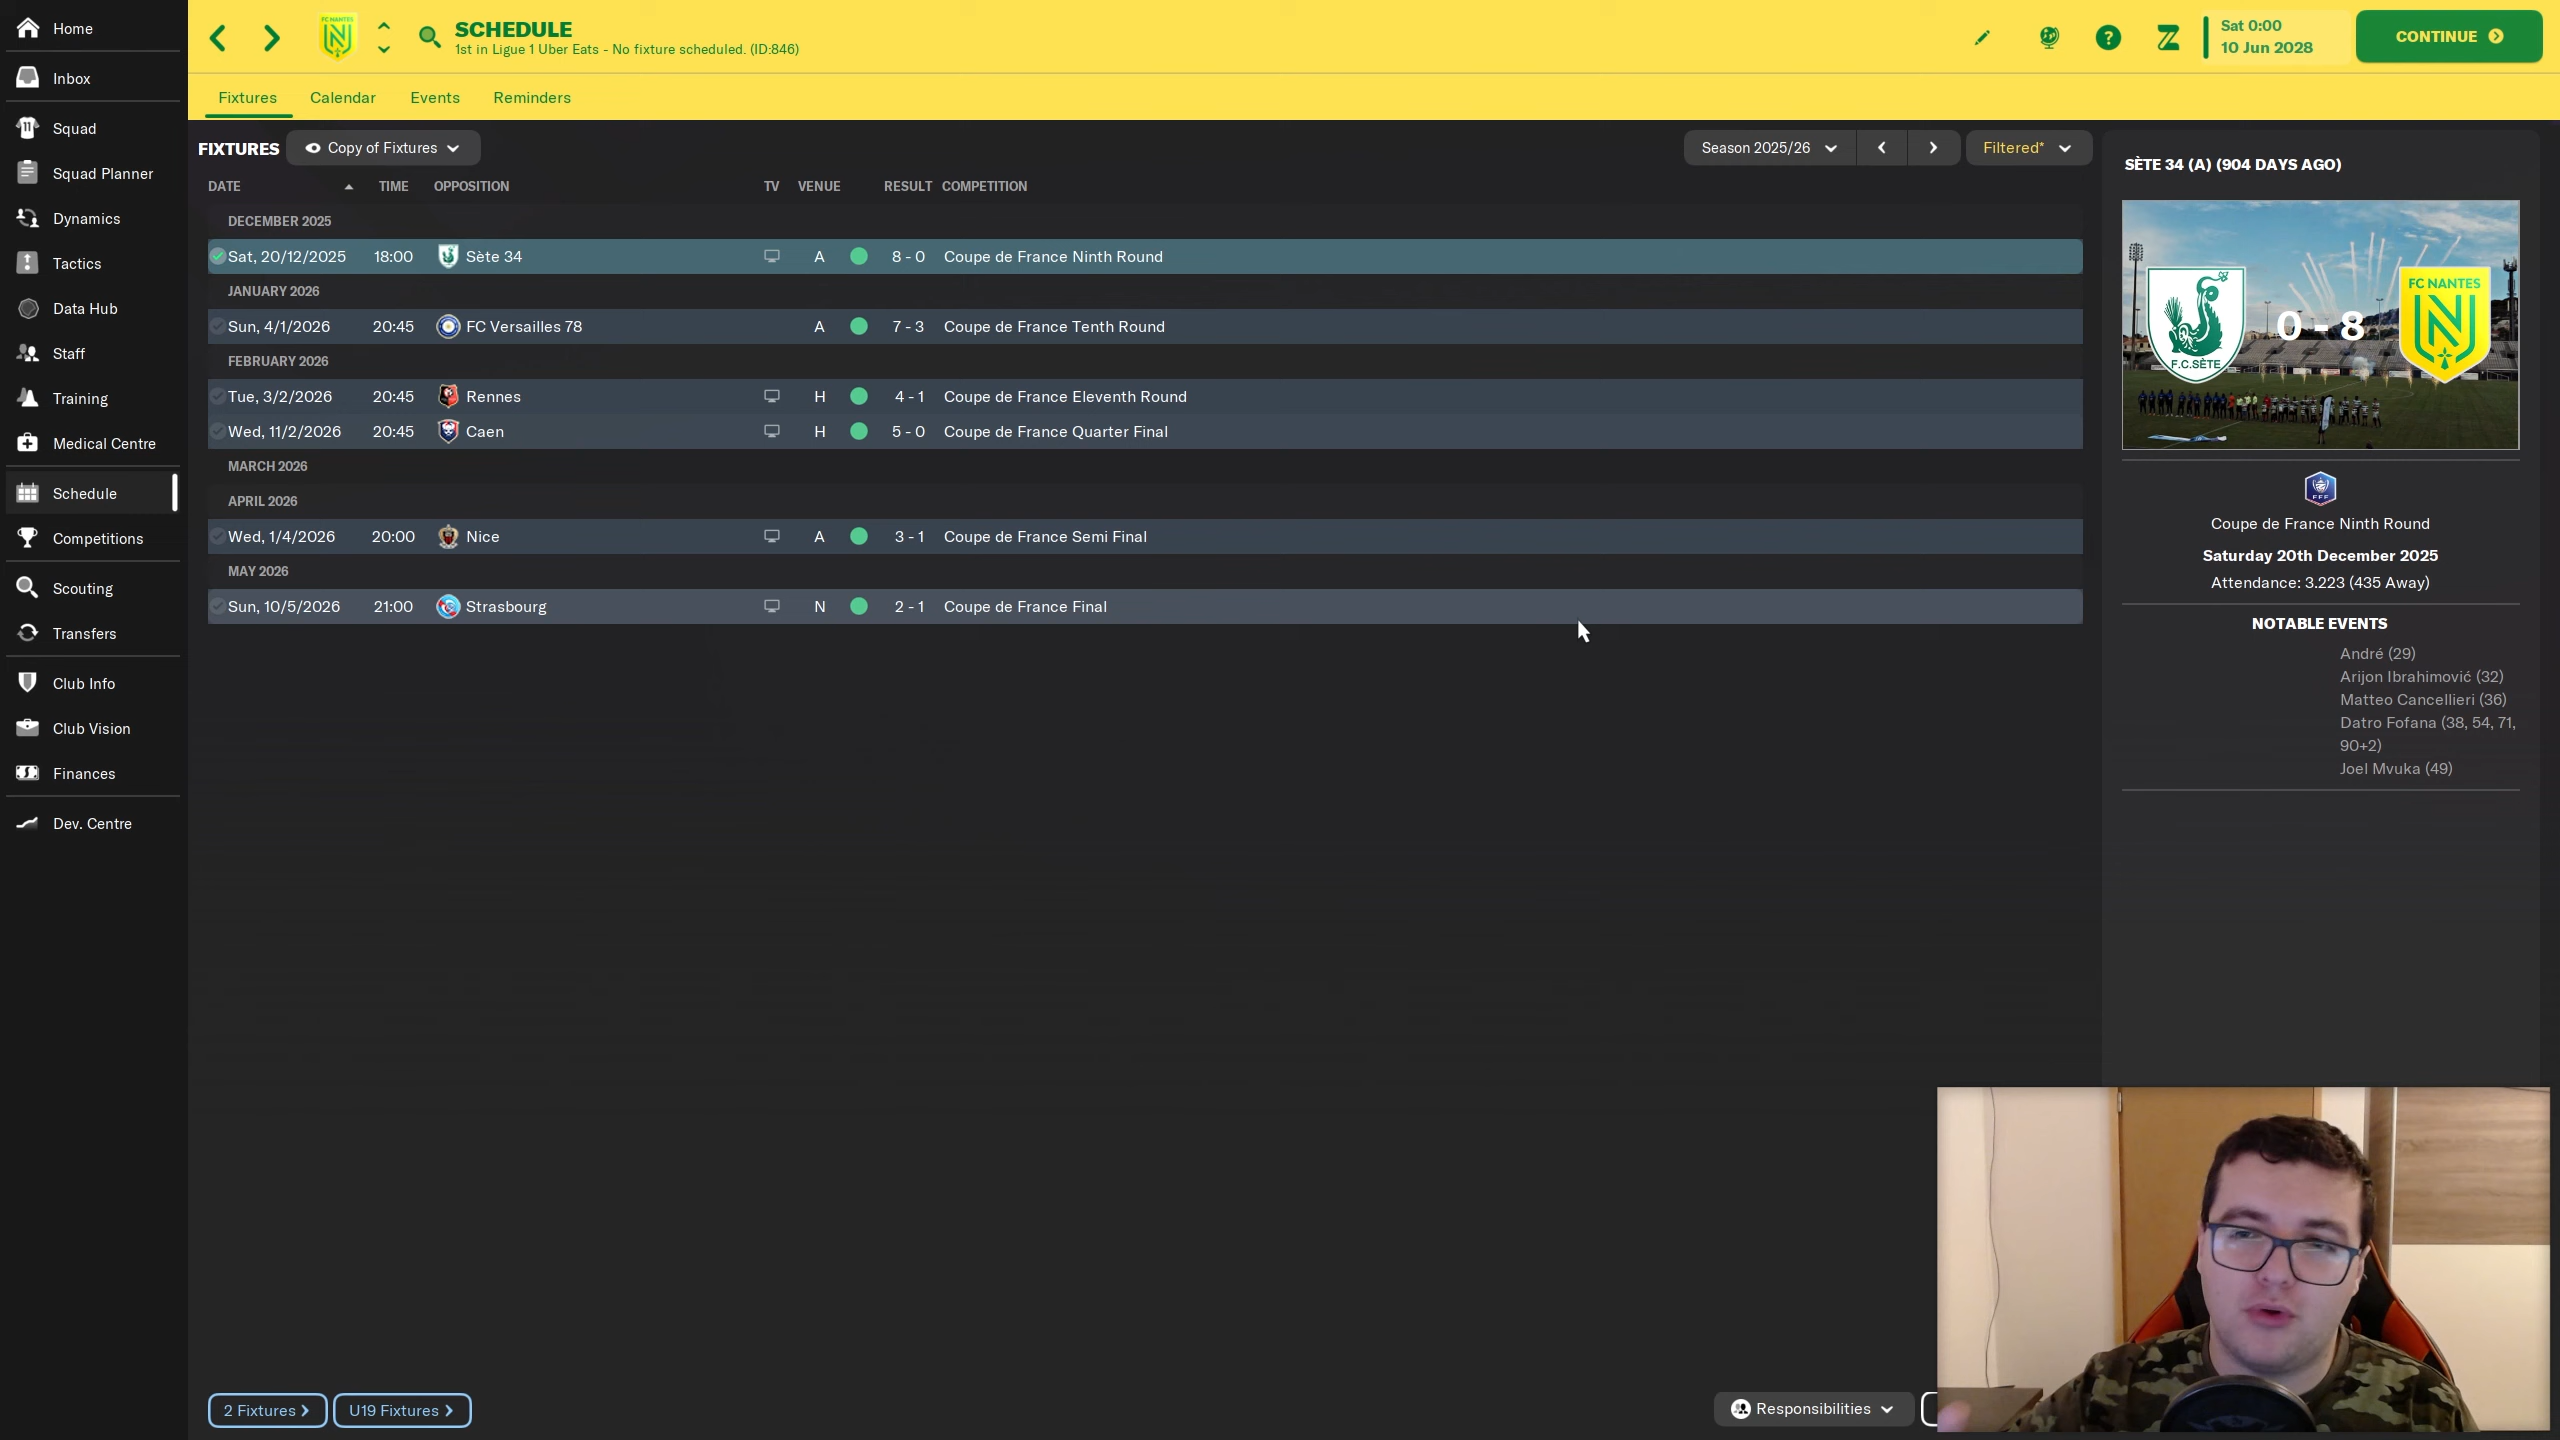 Home
Inbox
Squad
Squad Planner
Dynamics
Tactics
Data Hub
Staff
Training
Medical Centre
Schedule
Competitions
Scouting
Transfers
Club Info
Club Vision
Finances
Dev. Centre
FC NANTES
SCHEDULE
1st in Ligue 1 Uber Eats - No fixture scheduled. (ID:846)
Sat 0:00
10 Jun 2028
CONTINUE
Fixtures Calendar Events Reminders
FIXTURES Copy of Fixtures Season 2025/26 Filtered*
DATE TIME OPPOSITION TV VENUE RESULT COMPETITION
DECEMBER 2025
Sat, 20/12/2025 18:00 Sète 34 A 8 - 0 Coupe de France Ninth Round
JANUARY 2026
Sun, 4/1/2026 20:45 FC Versailles 78 A 7 - 3 Coupe de France Tenth Round
FEBRUARY 2026
Tue, 3/2/2026 20:45 Rennes H 4 - 1 Coupe de France Eleventh Round
Wed, 11/2/2026 20:45 Caen H 5 - 0 Coupe de France Quarter Final
MARCH 2026
APRIL 2026
Wed, 1/4/2026 20:00 Nice A 3 - 1 Coupe de France Semi Final
MAY 2026
Sun, 10/5/2026 21:00 Strasbourg N 2 - 1 Coupe de France Final
2 Fixtures U19 Fixtures
Responsibilities
SÈTE 34 (A) (904 DAYS AGO)
F.C.SÈTE
0 - 8
FC NANTES
FFF
Coupe de France Ninth Round
Saturday 20th December 2025
Attendance: 3.223 (435 Away)
NOTABLE EVENTS
André (29)
Arijon Ibrahimović (32)
Matteo Cancellieri (36)
Datro Fofana (38, 54, 71,
90+2)
Joel Mvuka (49)